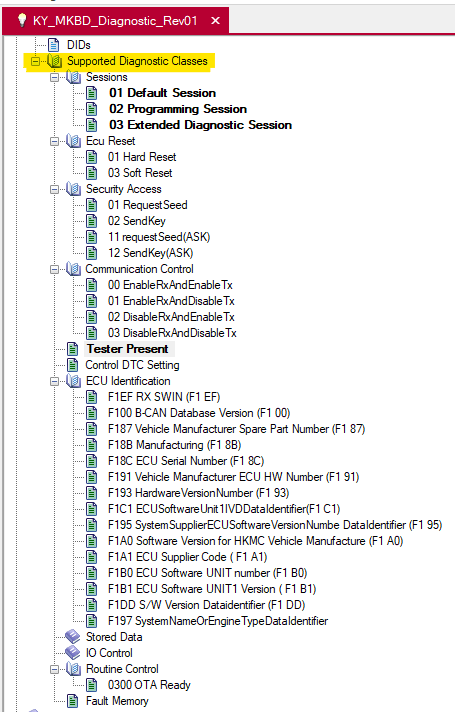 KY_MKBD_Diagnostic_Rev01
DIDs
Supported Diagnostic Classes
Sessions
01 Default Session
02 Programming Session
03 Extended Diagnostic Session
Ecu Reset
01 Hard Reset
03 Soft Reset
Security Access
01 RequestSeed
02 SendKey
11 requestSeed(ASK)
12 SendKey(ASK)
Communication Control
00 EnableRxAndEnableTx
01 EnableRxAndDisableTx
02 DisableRxAndEnableTx
03 DisableRxAndDisableTx
Tester Present
Control DTC Setting
ECU Identification
F1EF RX SWIN (F1 EF)
F100 B-CAN Database Version (F1 00)
F187 Vehicle Manufacturer Spare Part Number (F1 87)
F18B Manufacturing (F1 8B)
F18C ECU Serial Number (F1 8C)
F191 Vehicle Manufacturer ECU HW Number (F1 91)
F193 HardwareVersionNumber (F1 93)
F1C1 ECUSoftwareUnit1IVDDataIdentifier(F1 C1)
F195 SystemSupplierECUSoftwareVersionNumbe DataIdentifier (F1 95)
F1A0 Software Version for HKMC Vehicle Manufacture (F1 A0)
F1A1 ECU Supplier Code ( F1 A1)
F1B0 ECU Software UNIT number (F1 B0)
F1B1 ECU Software UNIT1 Version ( F1 B1)
F1DD S/W Version Dataidentifier (F1 DD)
F197 SystemNameOrEngineTypeDataIdentifier
Stored Data
IO Control
Routine Control
0300 OTA Ready
Fault Memory